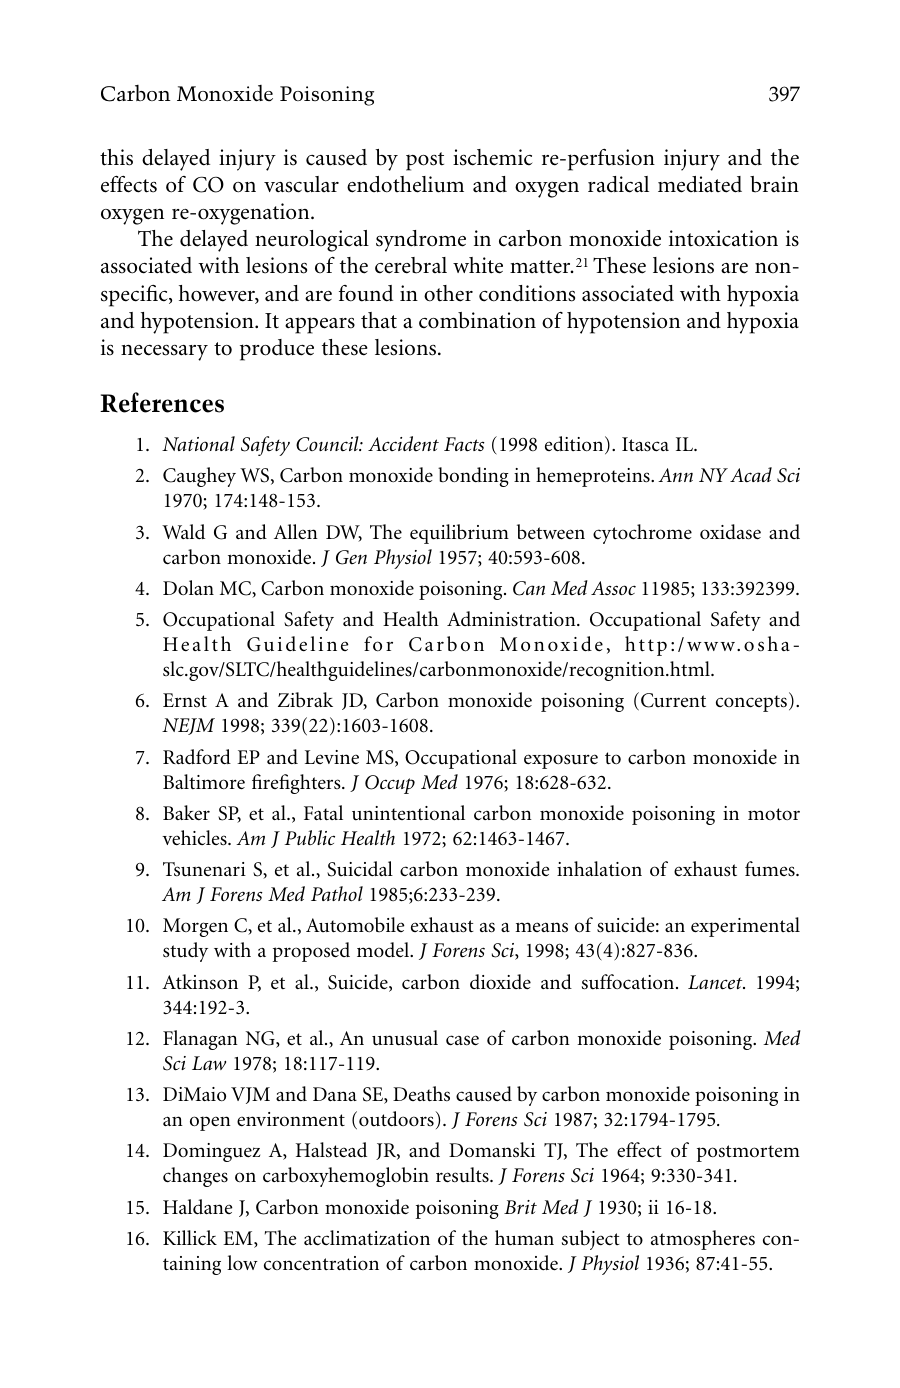 Carbon Monoxide Poisoning 397
this delayed injury is caused by post ischemic re-perfusion injury and the
effects of CO on vascular endothelium and oxygen radical mediated brain
oxygen re-oxygenation.
The delayed neurological syndrome in carbon monoxide intoxication is
associated with lesions of the cerebral white matter.21 These lesions are non-
specific, however, and are found in other conditions associated with hypoxia
and hypotension. It appears that a combination of hypotension and hypoxia
is necessary to produce these lesions.
References
1. National Safety Council: Accident Facts (1998 edition). Itasca IL.
2. Caughey WS, Carbon monoxide bonding in hemeproteins. Ann NY Acad Sci
1970; 174:148-153.
3. Wald G and Allen DW, The equilibrium between cytochrome oxidase and
carbon monoxide. J Gen Physiol 1957; 40:593-608.
4. Dolan MC, Carbon monoxide poisoning. Can Med Assoc 11985; 133:392399.
5. Occupational Safety and Health Administration. Occupational Safety and
Health Guideline for Carbon Monoxide, http:/www.osha-
slc.gov/SLTC/healthguidelines/carbonmonoxide/recognition.html.
6. Ernst A and Zibrak JD, Carbon monoxide poisoning (Current concepts).
NEJM 1998; 339(22):1603-1608.
7. Radford EP and Levine MS, Occupational exposure to carbon monoxide in
Baltimore firefighters. J Occup Med 1976; 18:628-632.
8. Baker SP, et al., Fatal unintentional carbon monoxide poisoning in motor
vehicles. Am J Public Health 1972; 62:1463-1467.
9. Tsunenari S, et al., Suicidal carbon monoxide inhalation of exhaust fumes.
Am J Forens Med Pathol 1985;6:233-239.
10. Morgen C, et al., Automobile exhaust as a means of suicide: an experimental
study with a proposed model. J Forens Sci, 1998; 43(4):827-836.
11. Atkinson P, et al., Suicide, carbon dioxide and suffocation. Lancet. 1994;
344:192-3.
12. Flanagan NG, et al., An unusual case of carbon monoxide poisoning. Med
Sci Law 1978; 18:117-119.
13. DiMaio VJM and Dana SE, Deaths caused by carbon monoxide poisoning in
an open environment (outdoors). J Forens Sci 1987; 32:1794-1795.
14. Dominguez A, Halstead JR, and Domanski TJ, The effect of postmortem
changes on carboxyhemoglobin results. J Forens Sci 1964; 9:330-341.
15. Haldane J, Carbon monoxide poisoning Brit Med J 1930; ii 16-18.
16. Killick EM, The acclimatization of the human subject to atmospheres con-
taining low concentration of carbon monoxide. J Physiol 1936; 87:41-55.